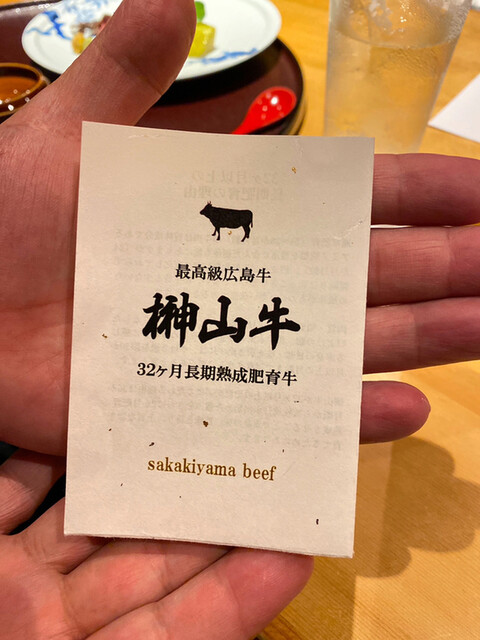 最高級広島牛
榊山牛
32ヶ月長期熟成肥育牛
sakakiyama beef